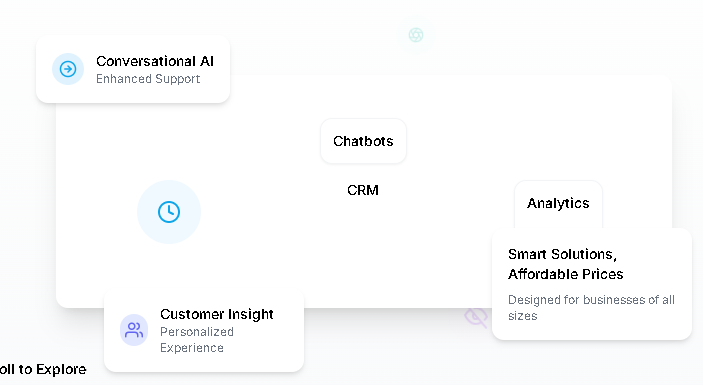 Conversational AI
Enhanced Support
Chatbots
CRM
Analytics
Smart Solutions,
Affordable Prices
Designed for businesses of all
sizes
Customer Insight
Personalized
Experience
oll to Explore